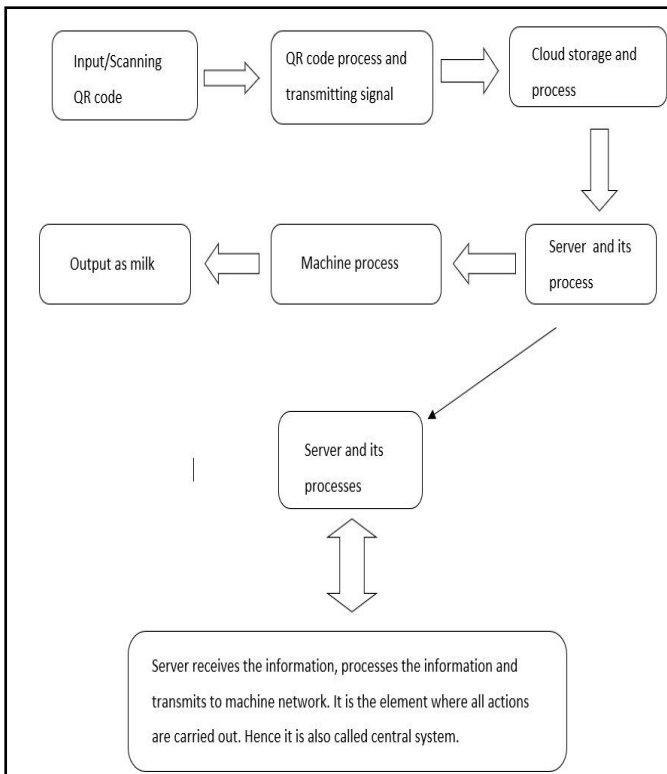 Input/Scanning
QR code
QR code process and
transmitting signal
Cloud storage and
process
Output as milk
Machine process
Server and its
process
Server and its
processes
Server receives the information, processes the information and
transmits to machine network. It is the element where all actions
are carried out. Hence it is also called central system.